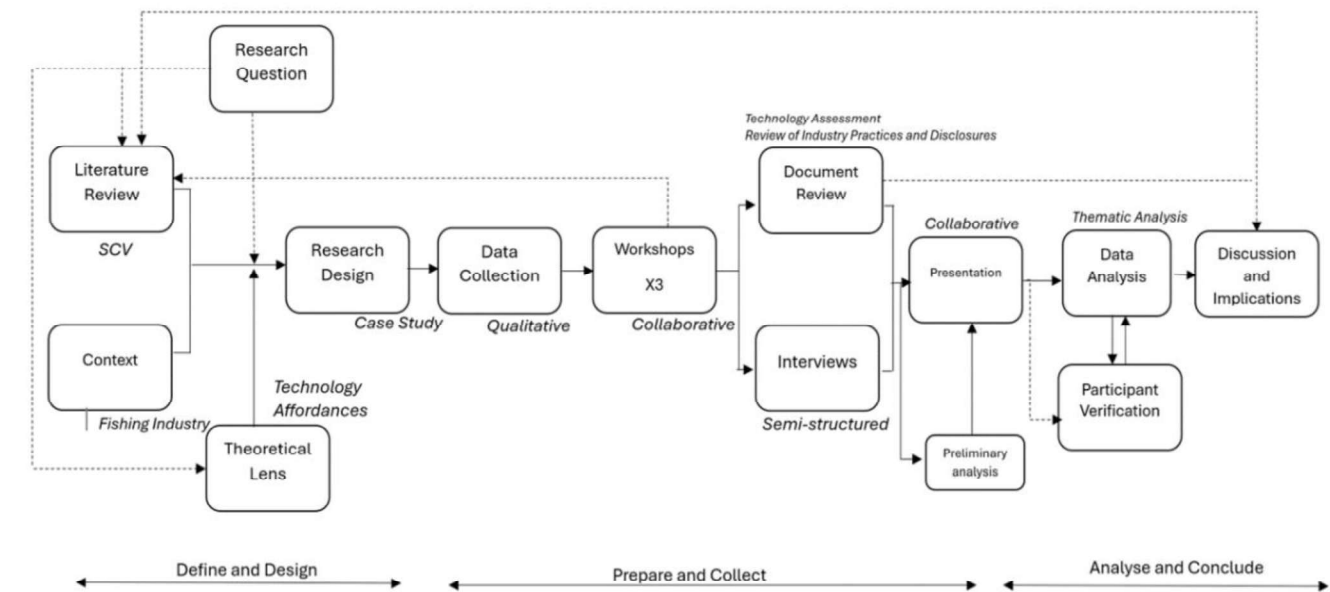 Research
Question
Literature
Review
SCV
Context
Fishing Industry
Technology
Affordances
Theoretical
Lens
Research
Design
Case Study
Data
Collection
Qualitative
Workshops
X3
Collaborative
Technology Assessment
Review of Industry Practices and Disclosures
Document
Review
Interviews
Semi-structured
Collaborative
Presentation
Preliminary
analysis
Thematic Analysis
Data
Analysis
Participant
Verification
Discussion
and
Implications
Define and Design
Prepare and Collect
Analyse and Conclude